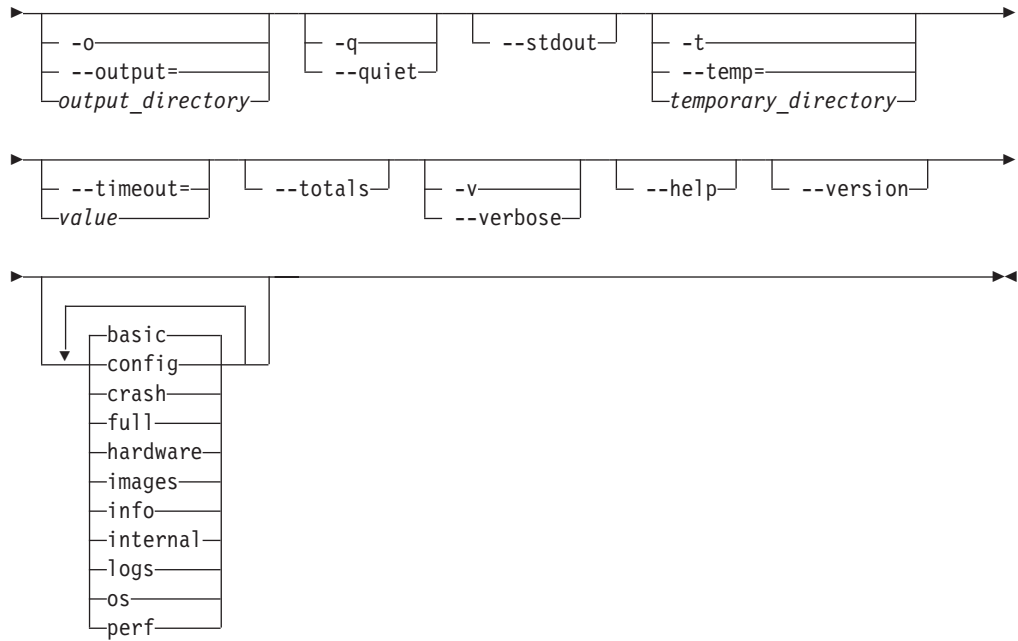 -o -q --stdout -t
--output= --quiet --temp=
output_directory temporary_directory
--timeout= --totals -v --help --version
value --verbose
basic
config
crash
full
hardware
images
info
internal
logs
os
perf